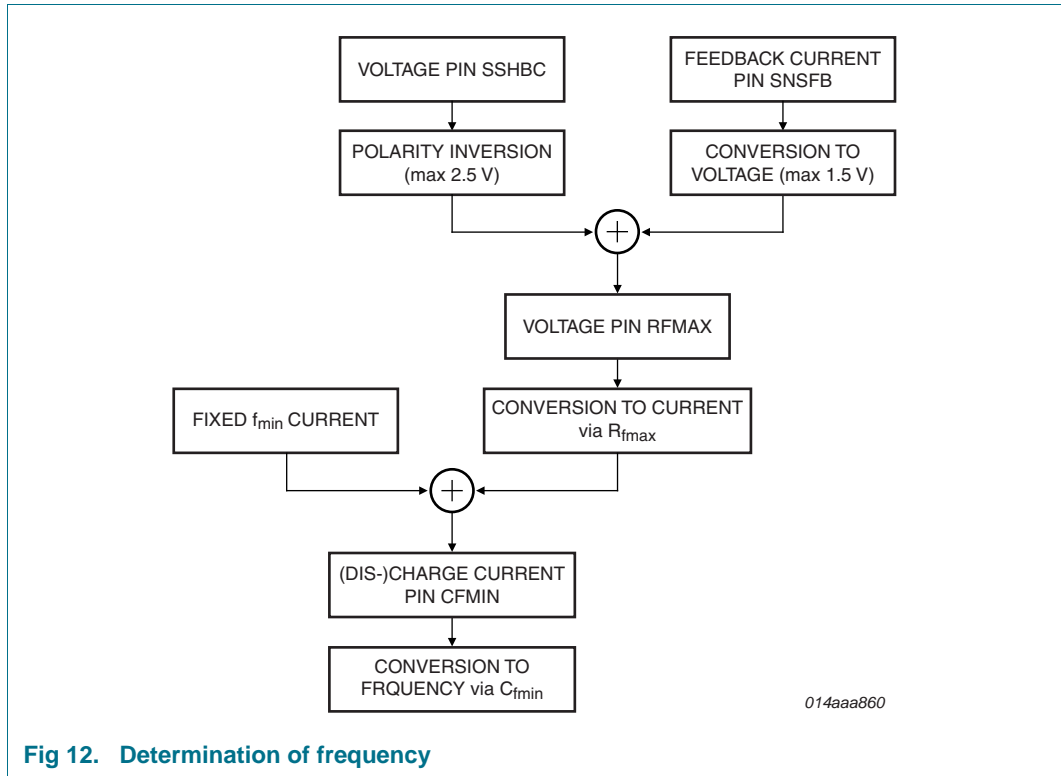 VOLTAGE PIN SSHBC
FEEDBACK CURRENT
PIN SNSFB
POLARITY INVERSION
(max 2.5 V)
CONVERSION TO
VOLTAGE (max 1.5 V)
+
VOLTAGE PIN RFMAX
FIXED fmin CURRENT
CONVERSION TO CURRENT
via Rfmax
+
(DIS-)CHARGE CURRENT
PIN CFMIN
CONVERSION TO
FRQUENCY via Cfmin
014aaa860
Fig 12. Determination of frequency